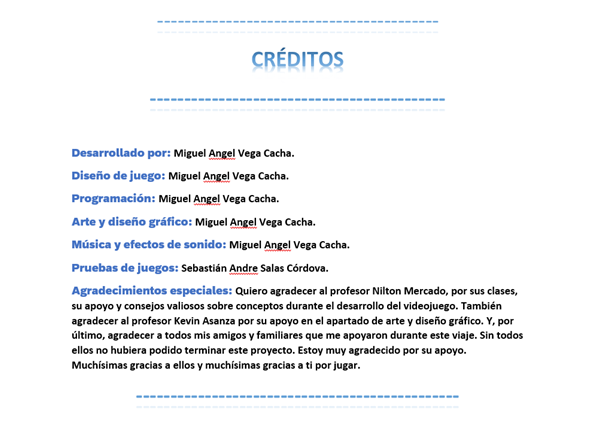 CRÉDITOS
Desarrollado por: Miguel Angel Vega Cacha.
Diseño de juego: Miguel Angel Vega Cacha.
Programación: Miguel Angel Vega Cacha.
Arte y diseño gráfico: Miguel Angel Vega Cacha.
Música y efectos de sonido: Miguel Angel Vega Cacha.
Pruebas de juegos: Sebastián Andre Salas Córdova.
Agradecimientos especiales: Quiero agradecer al profesor Nilton Mercado, por sus clases,
su apoyo y consejos valiosos sobre conceptos durante el desarrollo del videojuego. También
agradecer al profesor Kevin Asanza por su apoyo en el apartado de arte y diseño gráfico. Y, por
último, agradecer a todos mis amigos y familiares que me apoyaron durante este viaje. Sin todos
ellos no hubiera podido terminar este proyecto. Estoy muy agradecido por su apoyo.
Muchísimas gracias a ellos y muchísimas gracias a ti por jugar.